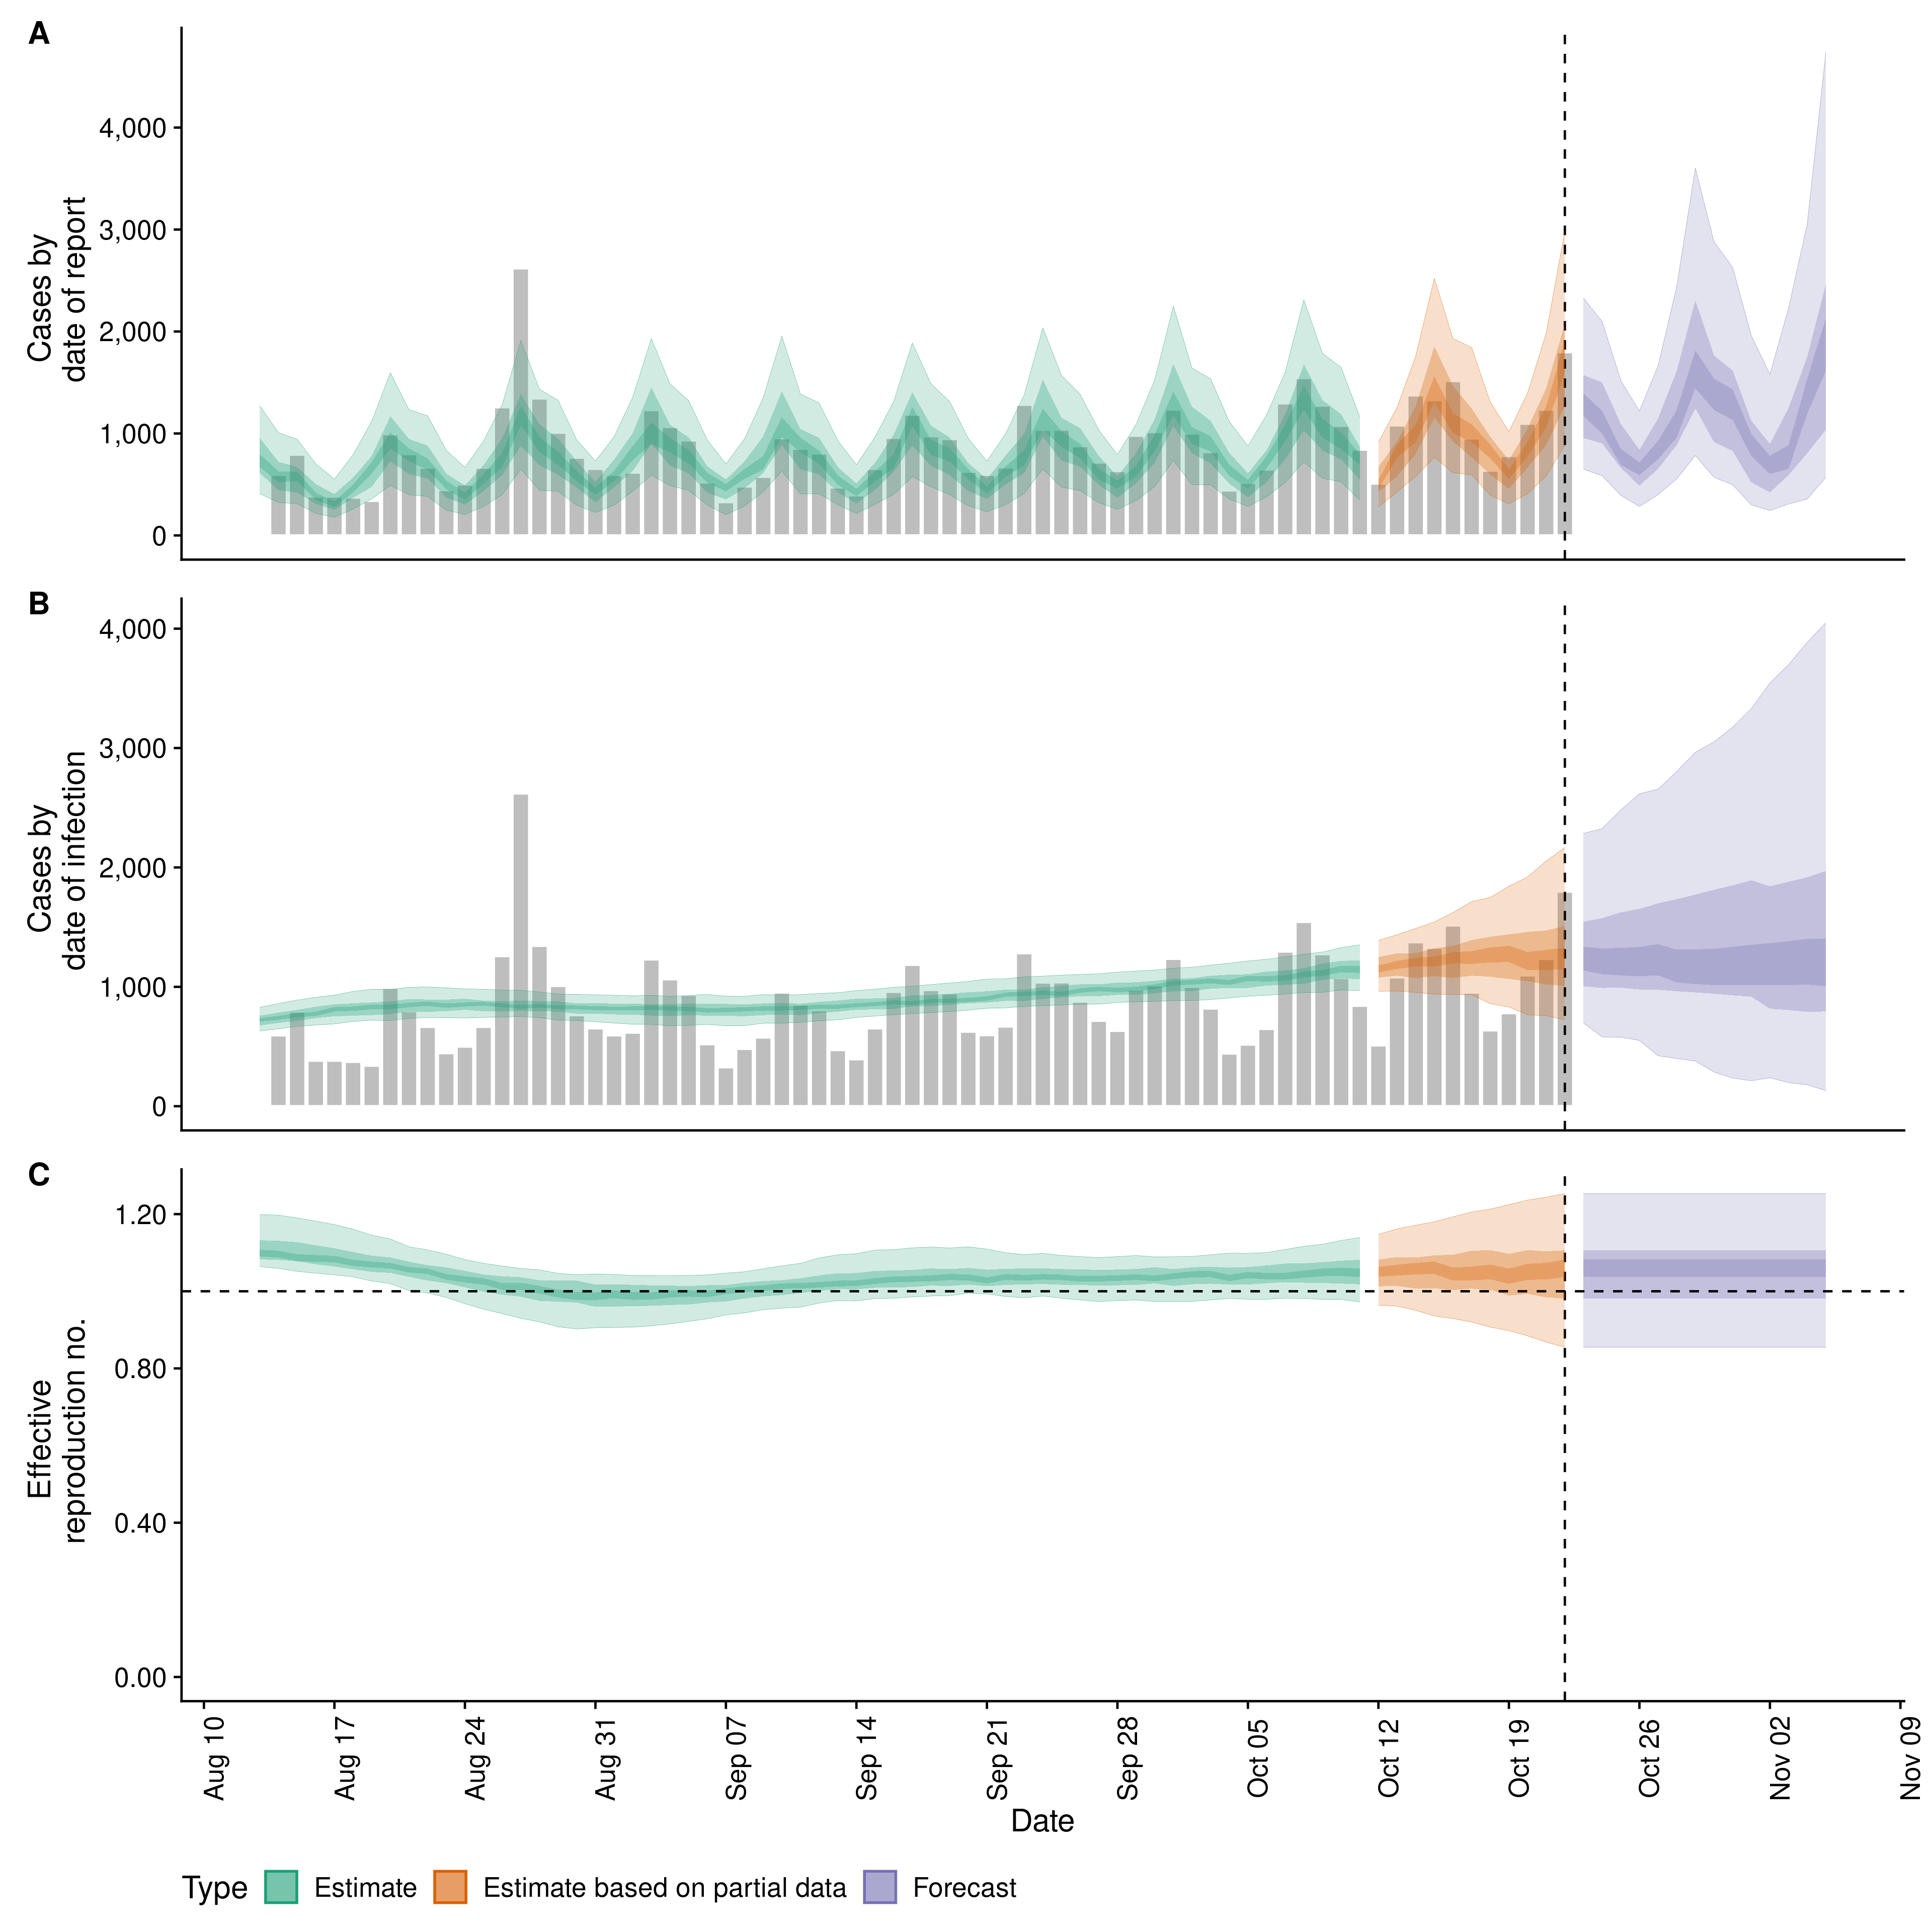 A
Cases by
date of report
4,000
3,000
2,000
1,000
0
B
Cases by
date of infection
4,000
3,000
2,000
1,000
0
C
Effective
reproduction no.
1.20
0.80
0.40
0.00
Aug 10
Aug 17
Aug 24
Aug 31
Sep 07
Sep 14
Sep 21
Sep 28
Oct 05
Oct 12
Oct 19
Oct 26
Nov 02
Nov 09
Date
Type Estimate Estimate based on partial data Forecast